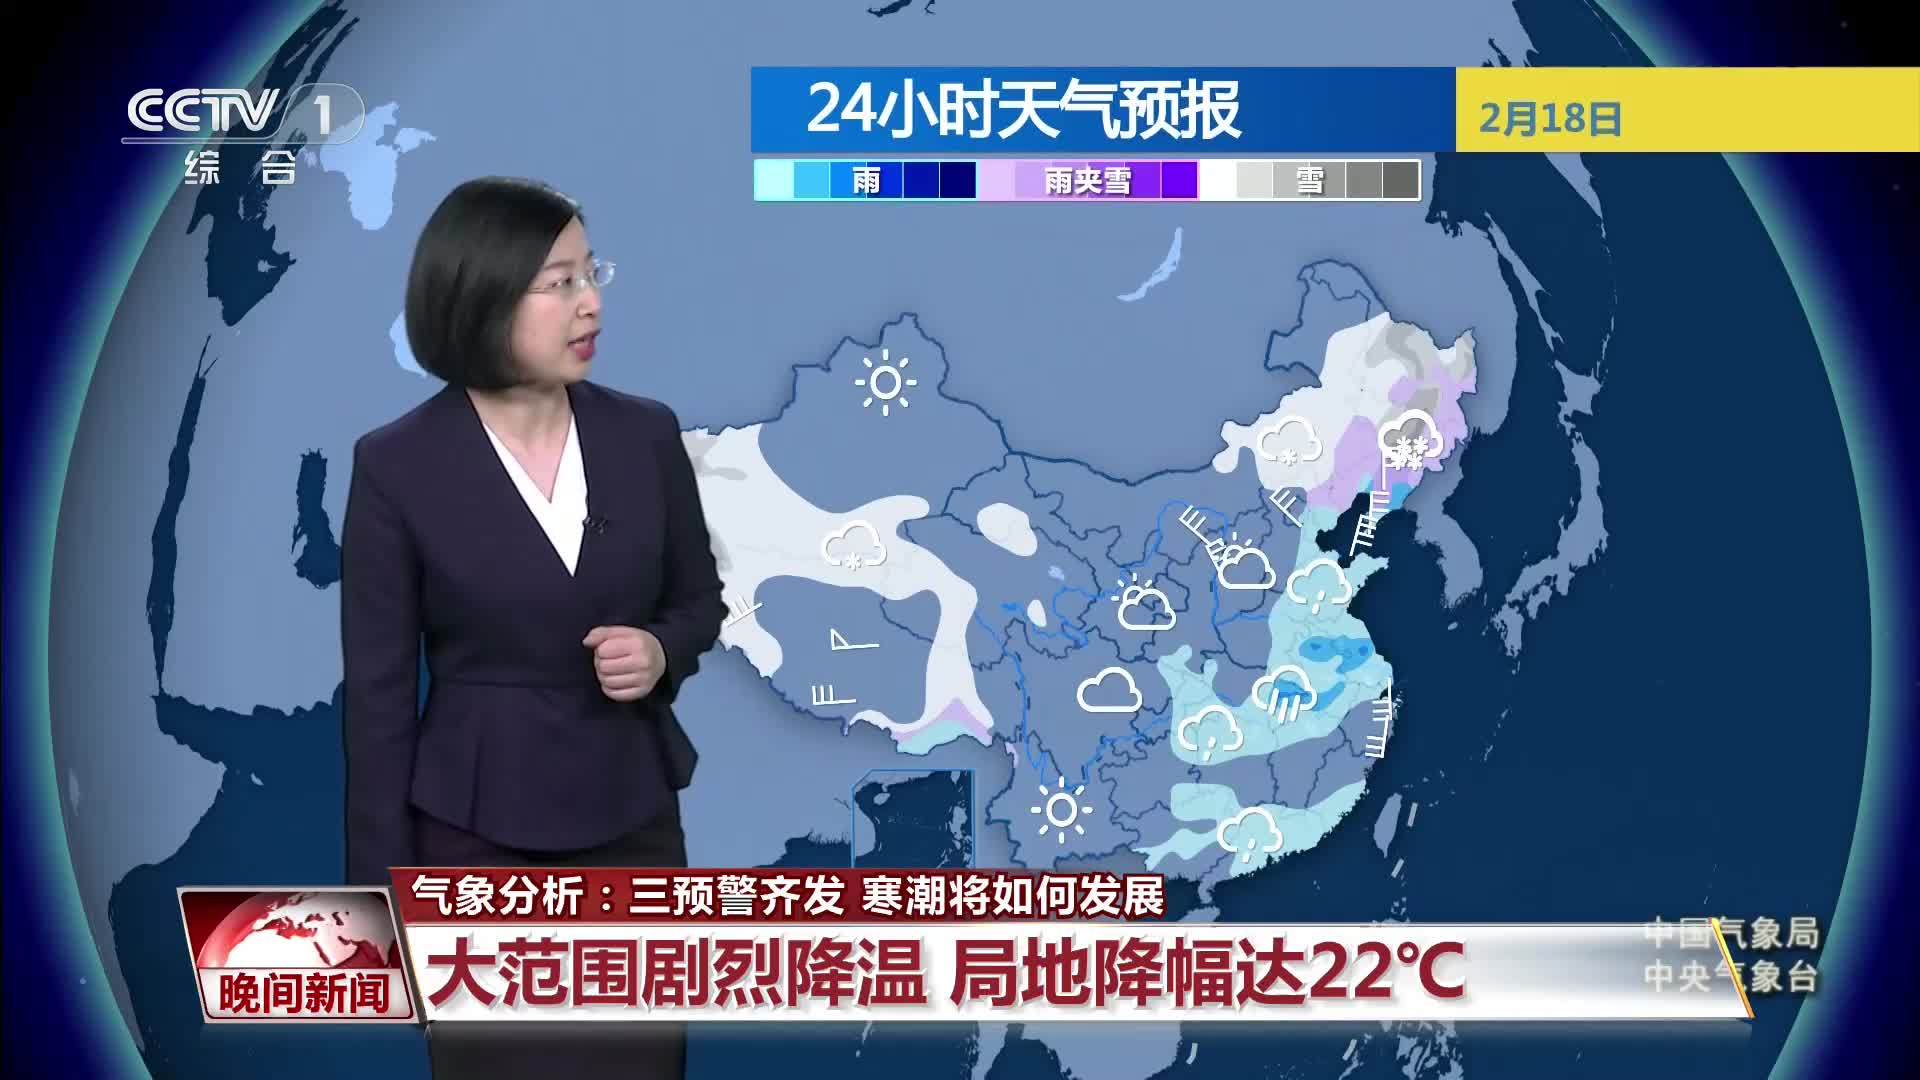 CCTV 1
综合
24小时天气预报
2月18日
雨 雨夹雪 雪
气象分析：三预警齐发 寒潮将如何发展
晚间新闻
大范围剧烈降温 局地降幅达22℃
中国气象局
中央气象台